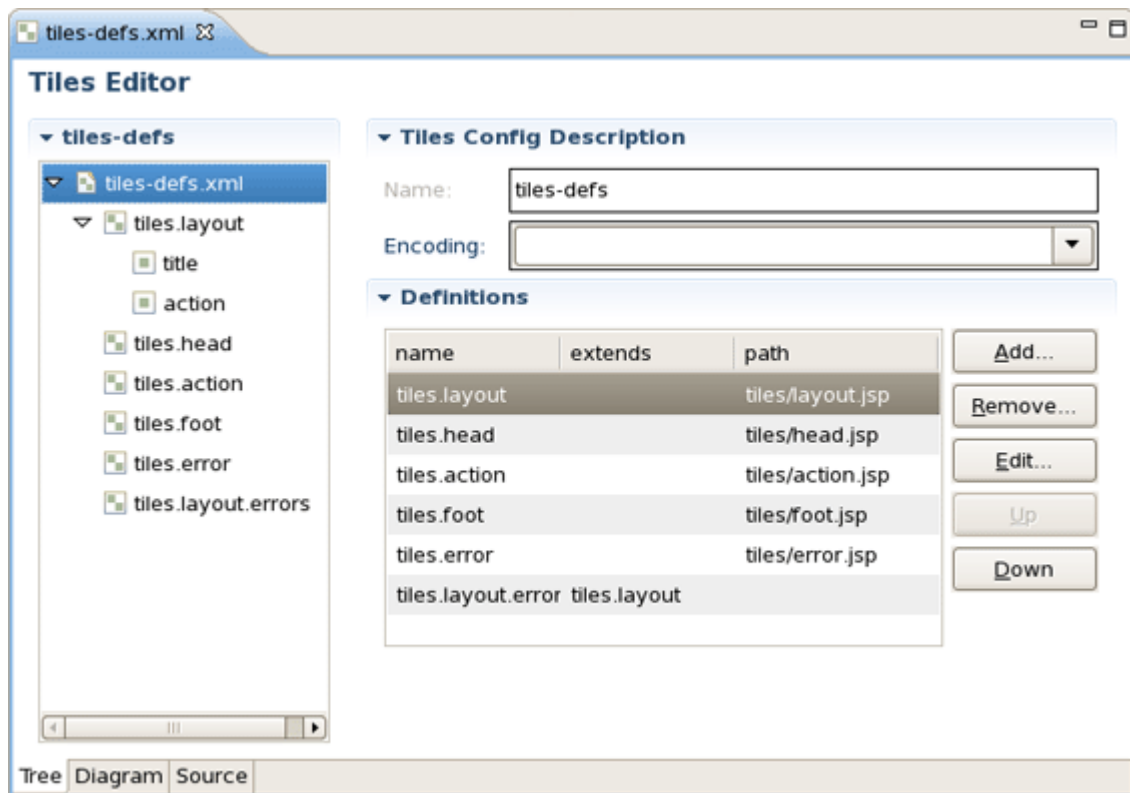 tiles-defs.xml
Tiles Editor
tiles-defs
tiles-defs.xml
tiles.layout
title
action
tiles.head
tiles.action
tiles.foot
tiles.error
tiles.layout.errors
Tiles Config Description
Name: tiles-defs
Encoding:
Definitions
name extends path
tiles.layout tiles/layout.jsp
tiles.head tiles/head.jsp
tiles.action tiles/action.jsp
tiles.foot tiles/foot.jsp
tiles.error tiles/error.jsp
tiles.layout.error tiles.layout
Add...
Remove...
Edit...
Up
Down
Tree Diagram Source